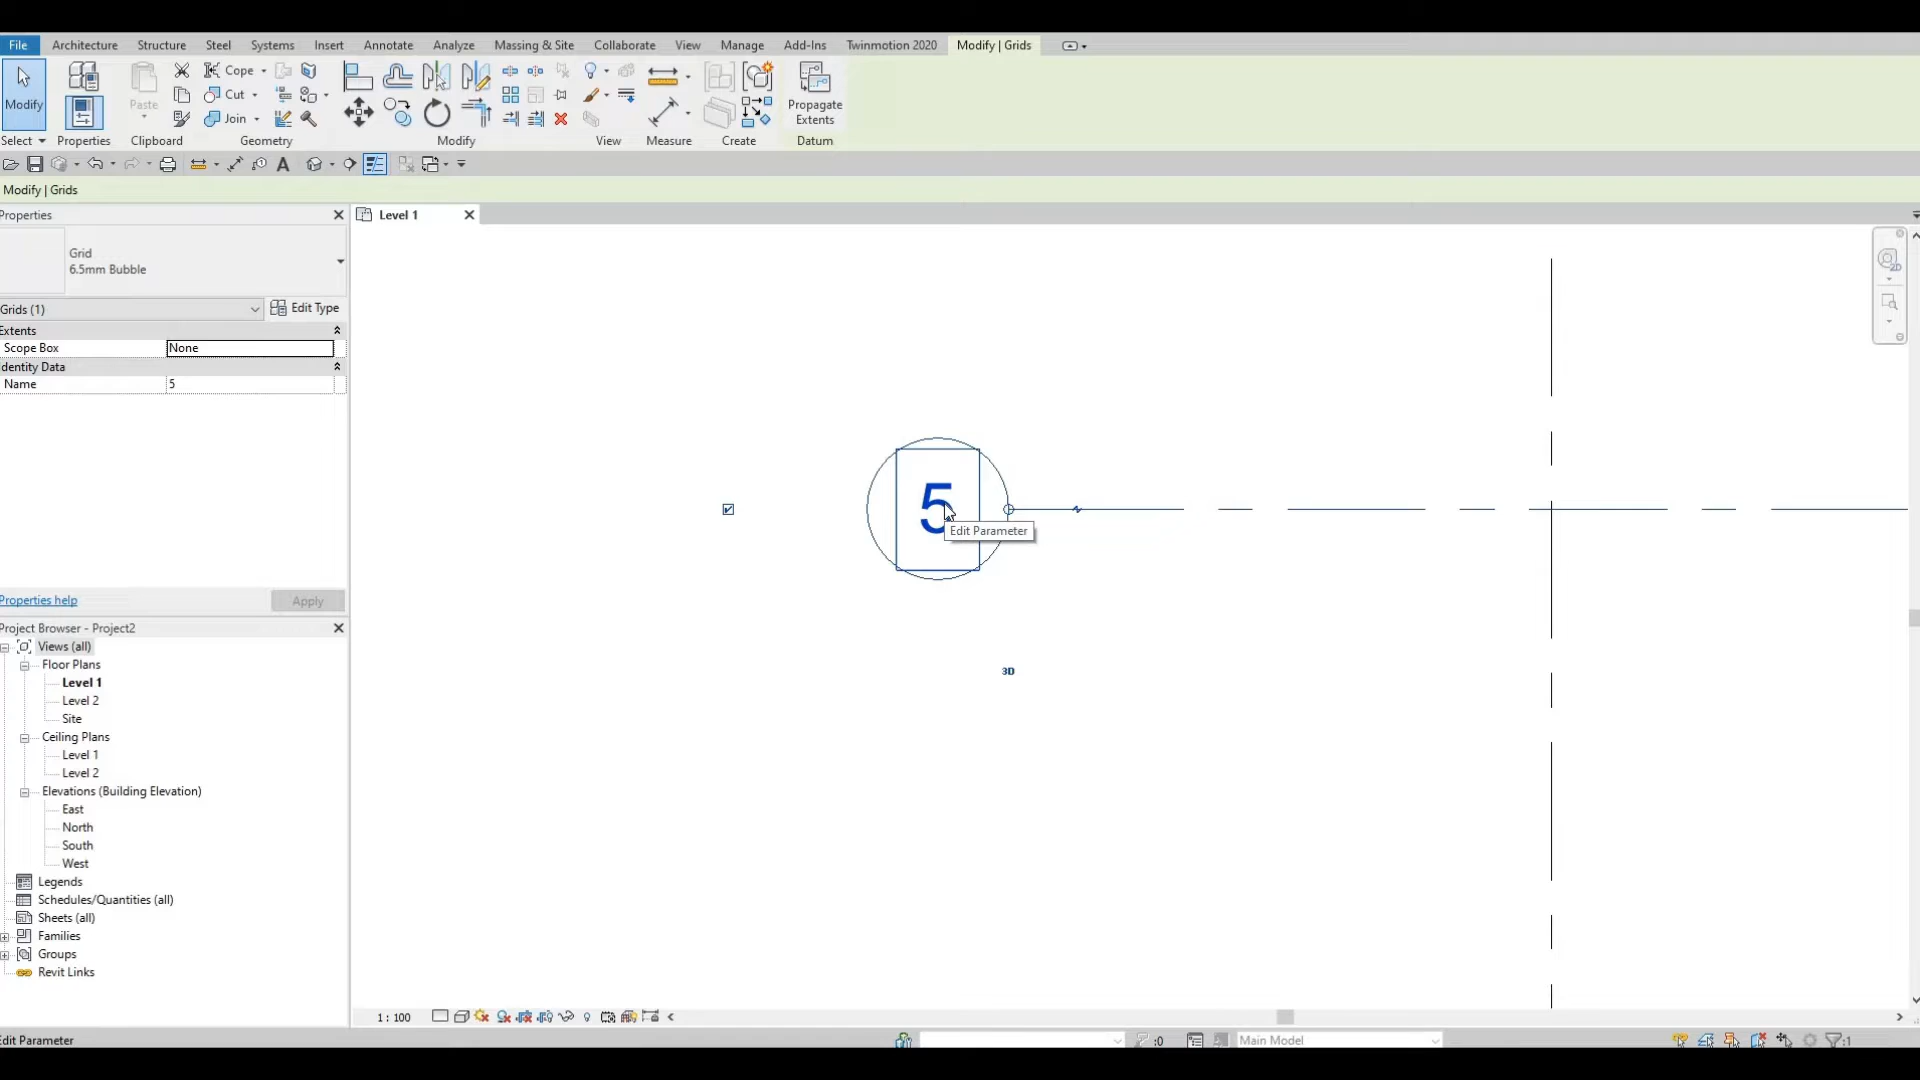 File Architecture Structure Steel Systems Insert Annotate Analyze Massing & Site Collaborate View Manage Add-Ins Twinmotion 2020 Modify | Grids
Modify Paste Cope Cut Join Propagate Extents
Select Properties Clipboard Geometry Modify View Measure Create Datum
Modify | Grids
Properties
Level 1
Grid
6.5mm Bubble
Grids (1) Edit Type
Extents
Scope Box None
dentity Data
Name 5
5
Edit Parameter
3D
Properties help Apply
Project Browser - Project2
Views (all)
Floor Plans
Level 1
Level 2
Site
Ceiling Plans
Level 1
Level 2
Elevations (Building Elevation)
East
North
South
West
Legends
Schedules/Quantities (all)
Sheets (all)
Families
Groups
Revit Links
1 : 100
Edit Parameter :0 Main Model :1